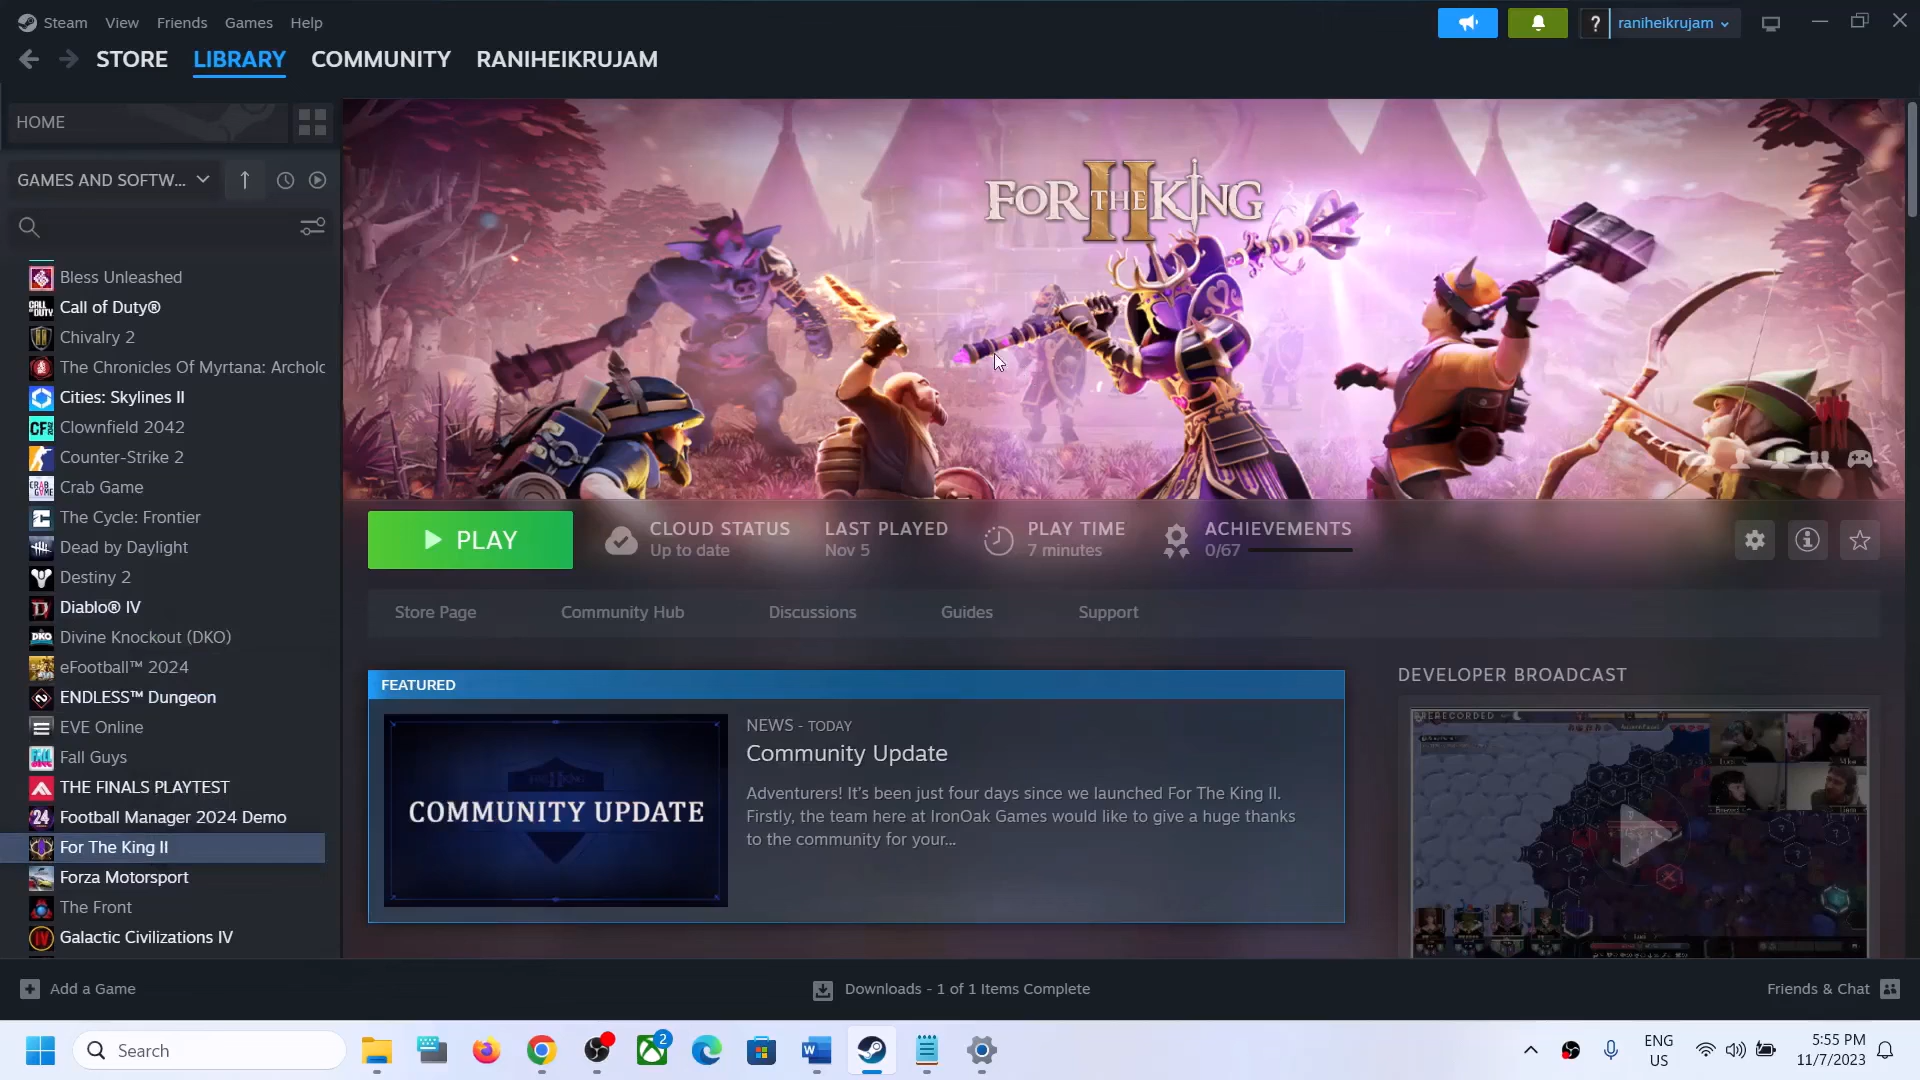 Steam View Friends Games Help
raniheikrujam
STORE LIBRARY COMMUNITY RANIHEIKRUJAM
HOME
GAMES AND SOFTW...
Bless Unleashed
Call of Duty®
Chivalry 2
The Chronicles Of Myrtana: Archolo
Cities: Skylines II
Clownfield 2042
Counter-Strike 2
Crab Game
The Cycle: Frontier
Dead by Daylight
Destiny 2
Diablo® IV
Divine Knockout (DKO)
eFootball™ 2024
ENDLESS™ Dungeon
EVE Online
Fall Guys
THE FINALS PLAYTEST
Football Manager 2024 Demo
For The King II
Forza Motorsport
The Front
Galactic Civilizations IV
FOR THE KING II
PLAY
CLOUD STATUS
Up to date
LAST PLAYED
Nov 5
PLAY TIME
7 minutes
ACHIEVEMENTS
0/67
Store Page Community Hub Discussions Guides Support
FEATURED
COMMUNITY UPDATE
NEWS - TODAY
Community Update
Adventurers! It's been just four days since we launched For The King II.
Firstly, the team here at IronOak Games would like to give a huge thanks
to the community for your...
DEVELOPER BROADCAST
PRERECORDED
Add a Game
Downloads - 1 of 1 Items Complete
Friends & Chat
Search
2
ENG
US
5:55 PM
11/7/2023